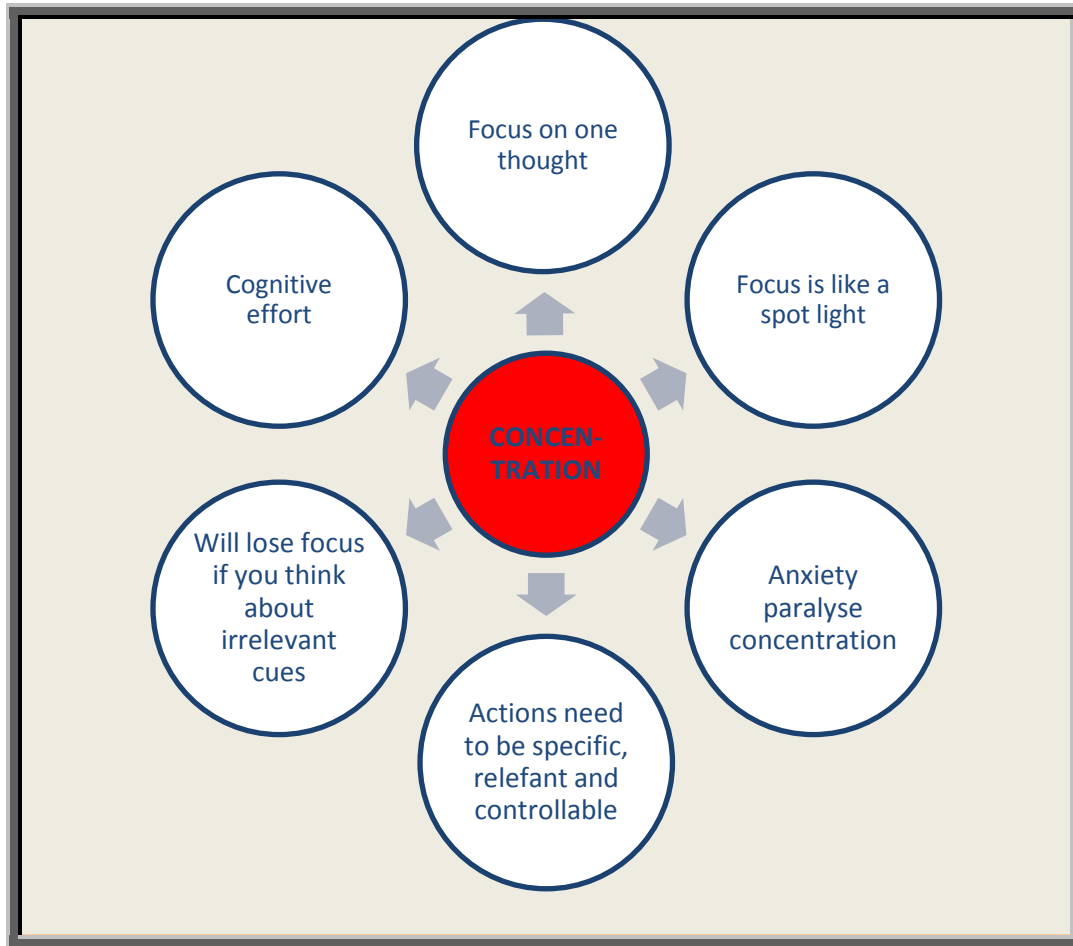 Focus on one
thought
Focus is like a
spot light
Anxiety
paralyse
concentration
Actions need
to be specific,
relefant and
controllable
Will lose focus
if you think
about
irrelevant
cues
Cognitive
effort
CONCEN-
TRATION